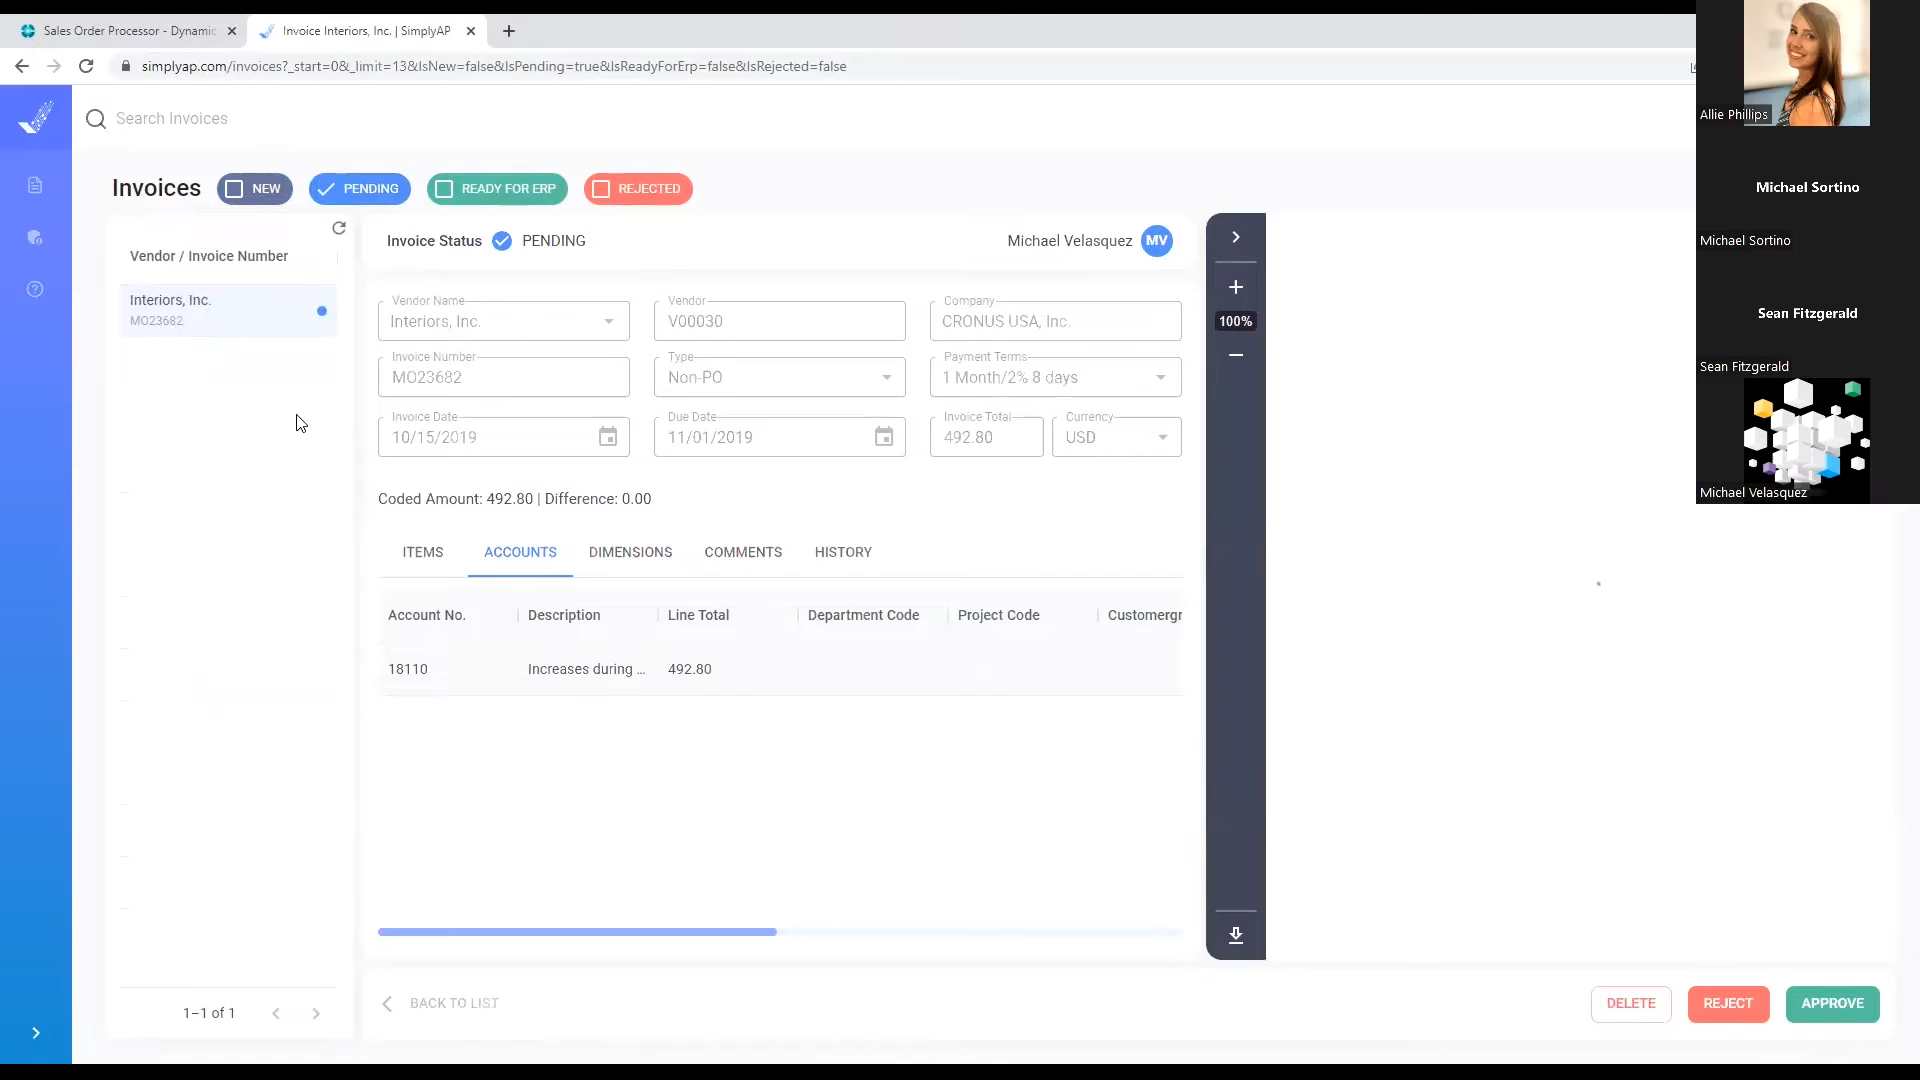 Sales Order Processor - Dynamic
Invoice Interiors, Inc. | SimplyAP
simplyap.com/invoices?_start=0&_limit=13&IsNew=false&IsPending=true&IsReadyForErp=false&IsRejected=false
Search Invoices
Invoices
NEW
PENDING
READY FOR ERP
REJECTED
Vendor / Invoice Number
Interiors, Inc.
MO23682
1–1 of 1
Invoice Status PENDING
Michael Velasquez MV
Vendor Name
Interiors, Inc.
Vendor
V00030
Company
CRONUS USA, Inc.
Invoice Number
MO23682
Type
Non-PO
Payment Terms
1 Month/2% 8 days
Invoice Date
10/15/2019
Due Date
11/01/2019
Invoice Total
492.80
Currency
USD
Coded Amount: 492.80 | Difference: 0.00
ITEMS ACCOUNTS DIMENSIONS COMMENTS HISTORY
Account No. Description Line Total Department Code Project Code Customergr
18110 Increases during ... 492.80
100%
BACK TO LIST
DELETE
REJECT
APPROVE
Allie Phillips
Michael Sortino
Michael Sortino
Sean Fitzgerald
Sean Fitzgerald
Michael Velasquez